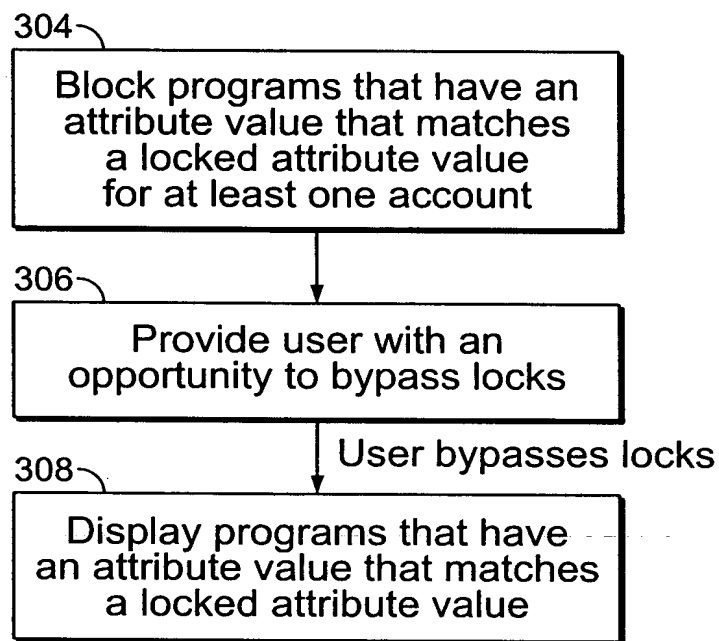 304
Block programs that have an
attribute value that matches
a locked attribute value
for at least one account
306
Provide user with an
opportunity to bypass locks
User bypasses locks
308
Display programs that have
an attribute value that matches
a locked attribute value